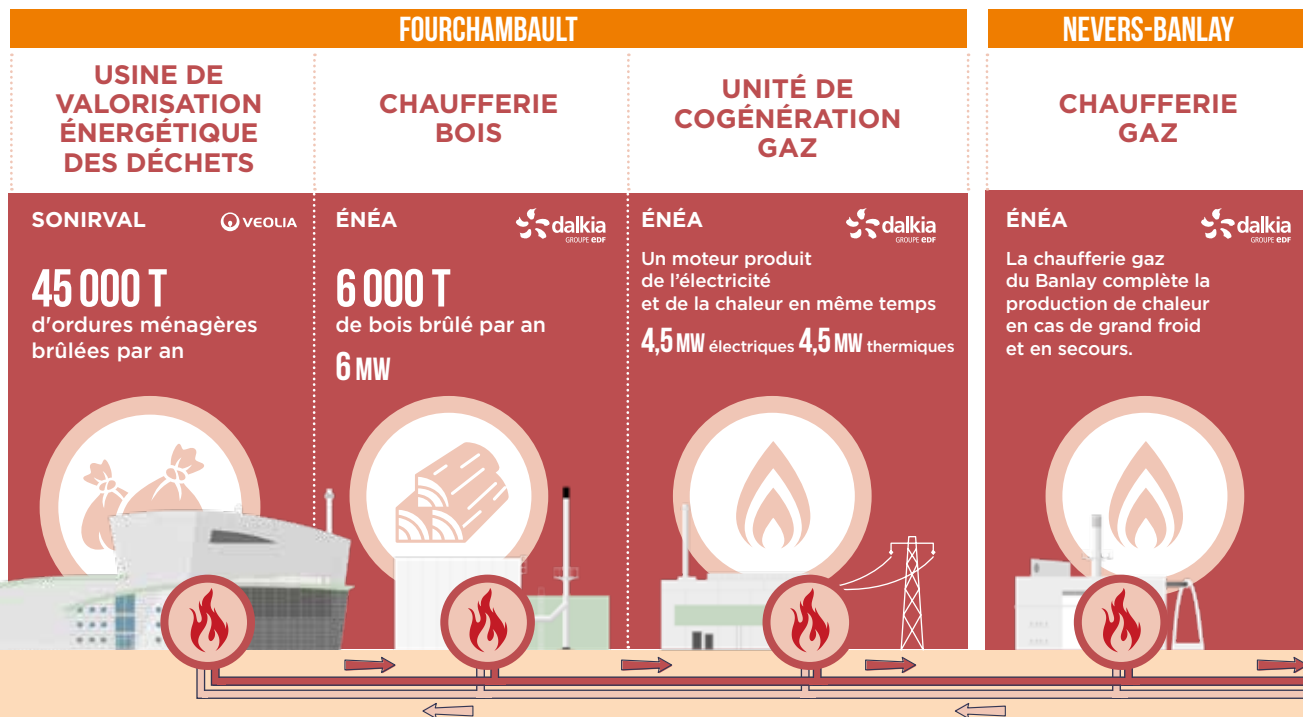 FOURCHAMBAULT
USINE DE
VALORISATION
ÉNERGÉTIQUE
DES DÉCHETS
SONIRVAL
VEOLIA
45 000 T
d'ordures ménagères
brûlées par an
CHAUFFERIE
BOIS
ÉNÉA
dalkia
GROUPE EDF
6 000 T
de bois brûlé par an
6 MW
UNITÉ DE
COGÉNÉRATION
GAZ
ÉNÉA
dalkia
GROUPE EDF
Un moteur produit
de l'électricité
et de la chaleur en même temps
4,5 MW électriques 4,5 MW thermiques
NEVERS-BANLAY
CHAUFFERIE
GAZ
ÉNÉA
dalkia
GROUPE EDF
La chaufferie gaz
du Banlay complète la
production de chaleur
en cas de grand froid
et en secours.